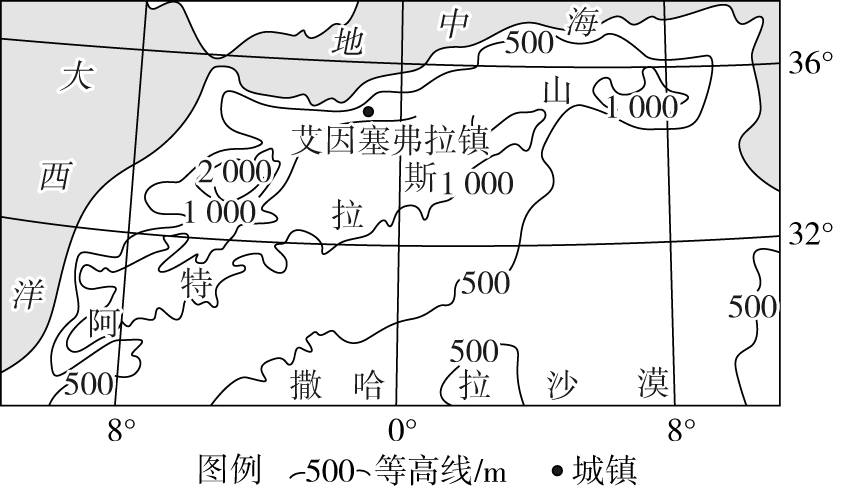 地 中 海
大 西 洋
500
36°
山
1 000
艾因塞弗拉镇
2 000
斯
1 000
1 000
拉
32°
特
500
500
阿
500
500
撒 哈 拉 沙 漠
8° 0° 8°
图例 500 等高线/m 城镇